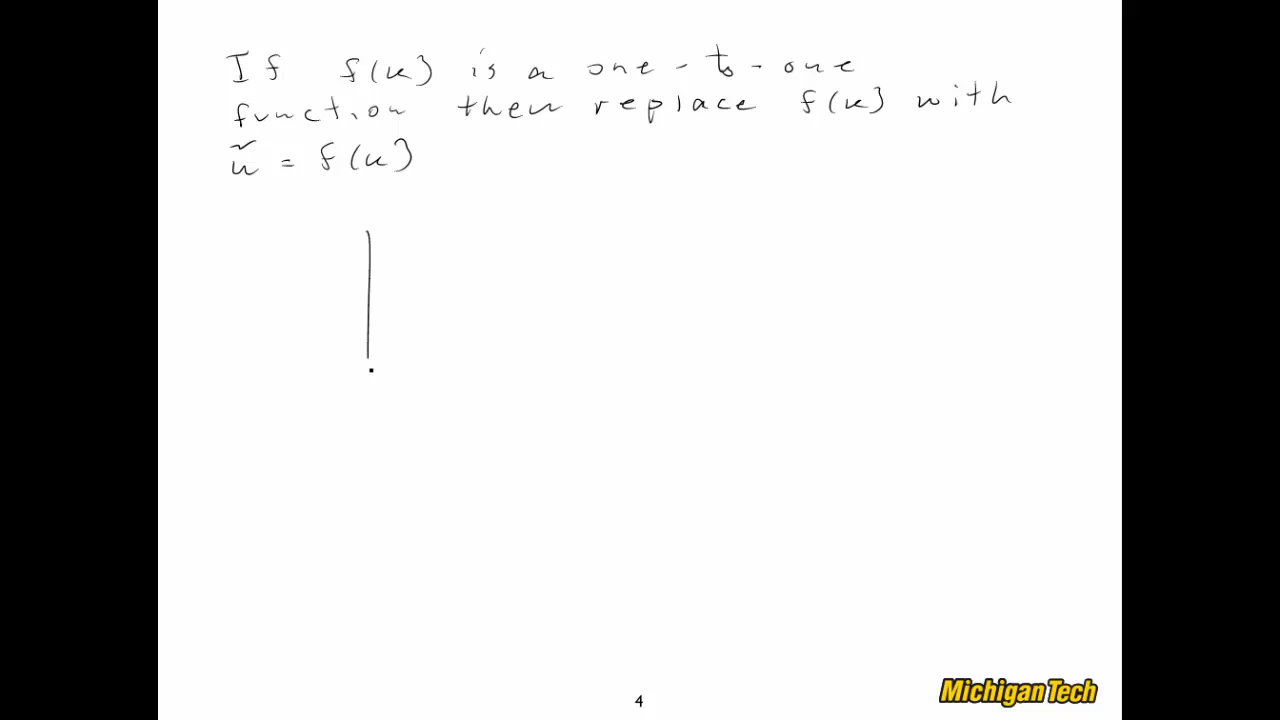 If f(u) is a one-to-one
function then replace f(u) with
ũ = f(u)
4
Michigan Tech